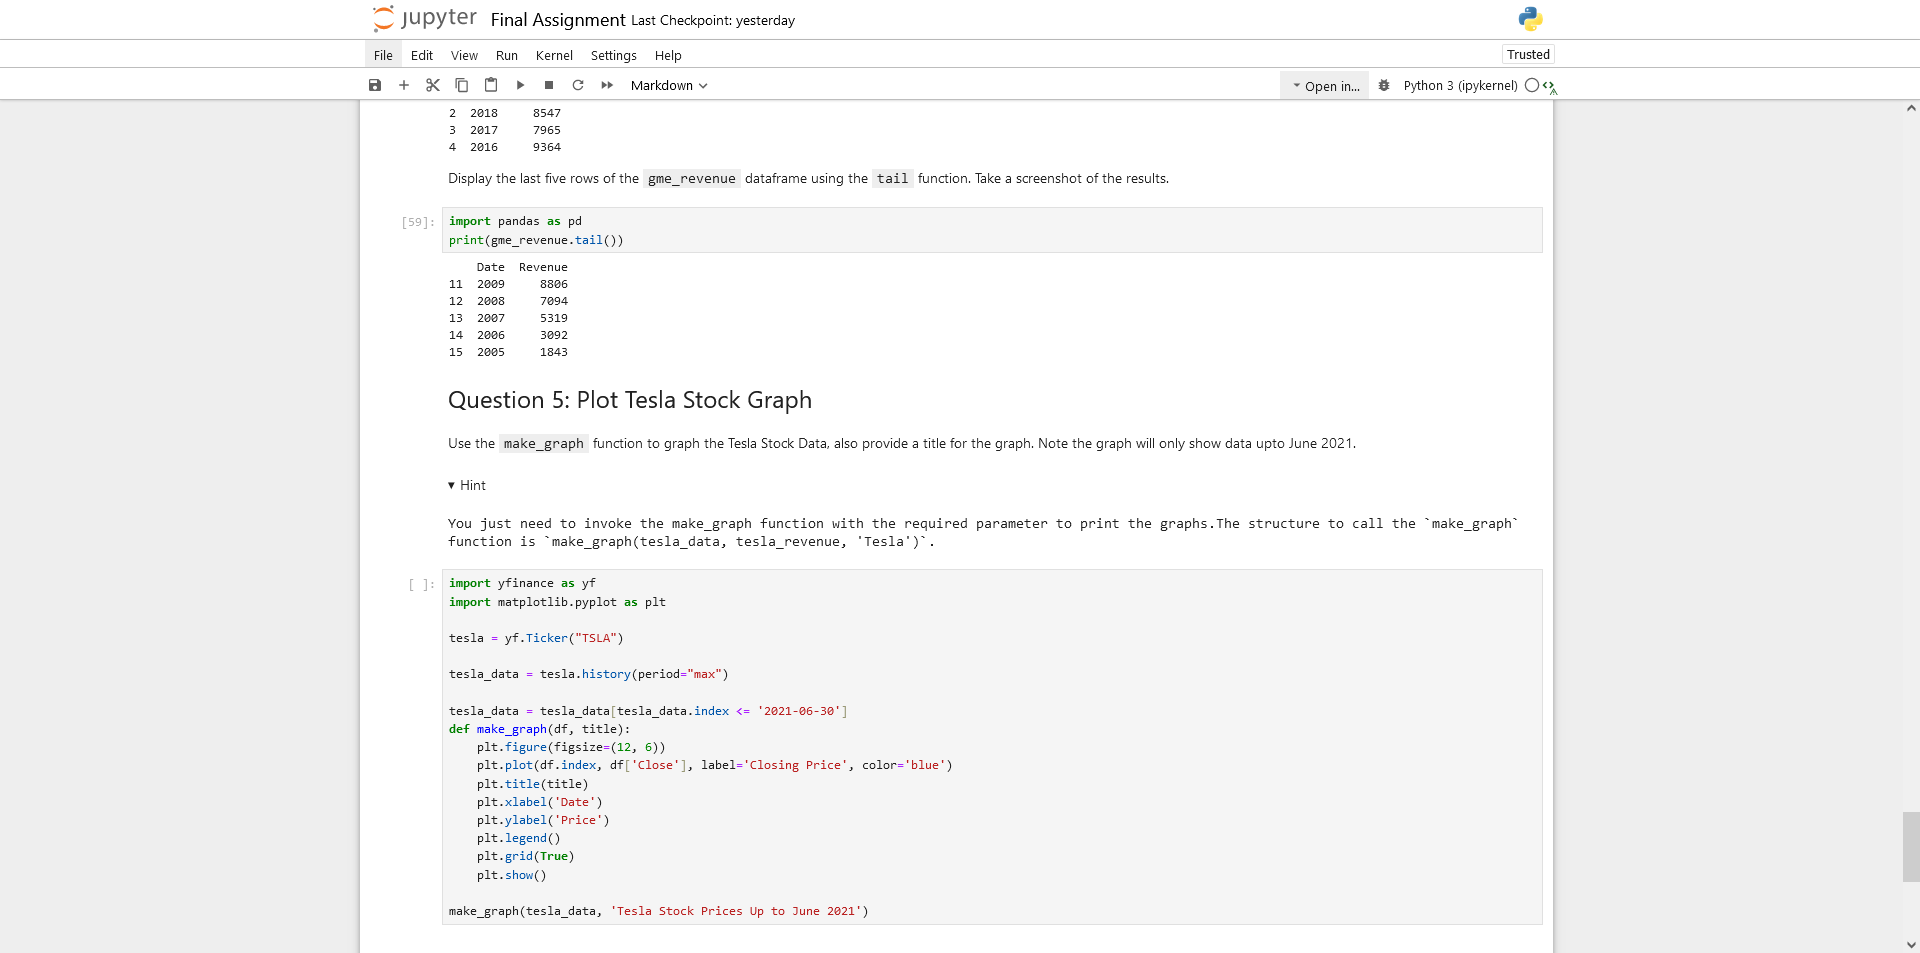 jupyter Final Assignment Last Checkpoint: yesterday
File Edit View Run Kernel Settings Help Trusted
Markdown Open in... Python 3 (ipykernel)
2 2018 8547
3 2017 7965
4 2016 9364
Display the last five rows of the gme_revenue dataframe using the tail function. Take a screenshot of the results.
[59]: import pandas as pd
print(gme_revenue.tail())
Date Revenue
11 2009 8806
12 2008 7094
13 2007 5319
14 2006 3092
15 2005 1843
Question 5: Plot Tesla Stock Graph
Use the make_graph function to graph the Tesla Stock Data, also provide a title for the graph. Note the graph will only show data upto June 2021.
▾ Hint
You just need to invoke the make_graph function with the required parameter to print the graphs.The structure to call the `make_graph`
function is `make_graph(tesla_data, tesla_revenue, 'Tesla')`.
[ ]: import yfinance as yf
import matplotlib.pyplot as plt
tesla = yf.Ticker("TSLA")
tesla_data = tesla.history(period="max")
tesla_data = tesla_data[tesla_data.index <= '2021-06-30']
def make_graph(df, title):
    plt.figure(figsize=(12, 6))
    plt.plot(df.index, df['Close'], label='Closing Price', color='blue')
    plt.title(title)
    plt.xlabel('Date')
    plt.ylabel('Price')
    plt.legend()
    plt.grid(True)
    plt.show()
make_graph(tesla_data, 'Tesla Stock Prices Up to June 2021')